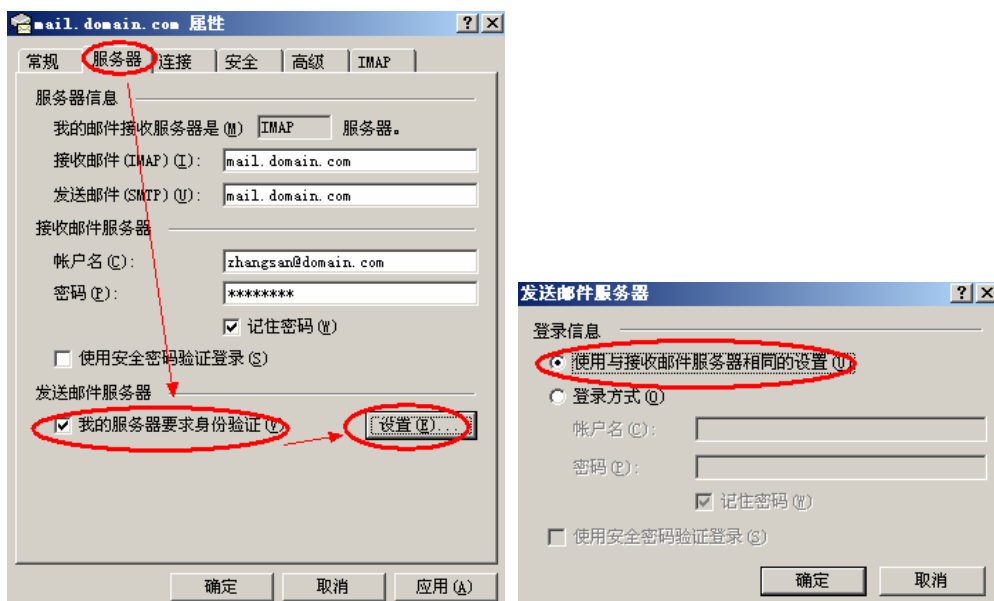 mail.domain.com 属性
常规 服务器 连接 安全 高级 IMAP
服务器信息
我的邮件接收服务器是(M) IMAP 服务器。
接收邮件(IMAP)(I): mail.domain.com
发送邮件(SMTP)(U): mail.domain.com
接收邮件服务器
帐户名(C): zhangsan@domain.com
密码(P): ********
记住密码(W)
使用安全密码验证登录(S)
发送邮件服务器
我的服务器要求身份验证(V) 设置(E)...
确定 取消 应用(A)
发送邮件服务器
登录信息
使用与接收邮件服务器相同的设置(U)
登录方式(O)
帐户名(C):
密码(P):
记住密码(W)
使用安全密码验证登录(S)
确定 取消